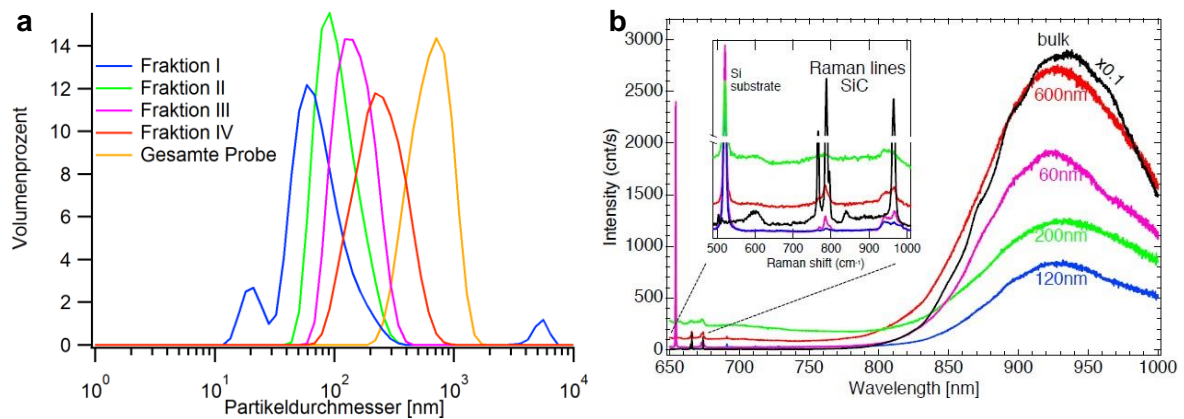 a
14
12
10
8
6
4
2
0
Volumenprozent
Fraktion I
Fraktion II
Fraktion III
Fraktion IV
Gesamte Probe
10^0
10^1
10^2
10^3
10^4
Partikeldurchmesser [nm]
b
3000
2500
2000
1500
1000
500
0
Intensity (cnt/s)
Si
substrate
Raman lines
SiC
500
600
700
800
900
1000
Raman shift (cm-1)
bulk
x0.1
600nm
60nm
200nm
120nm
650
700
750
800
850
900
950
1000
Wavelength [nm]